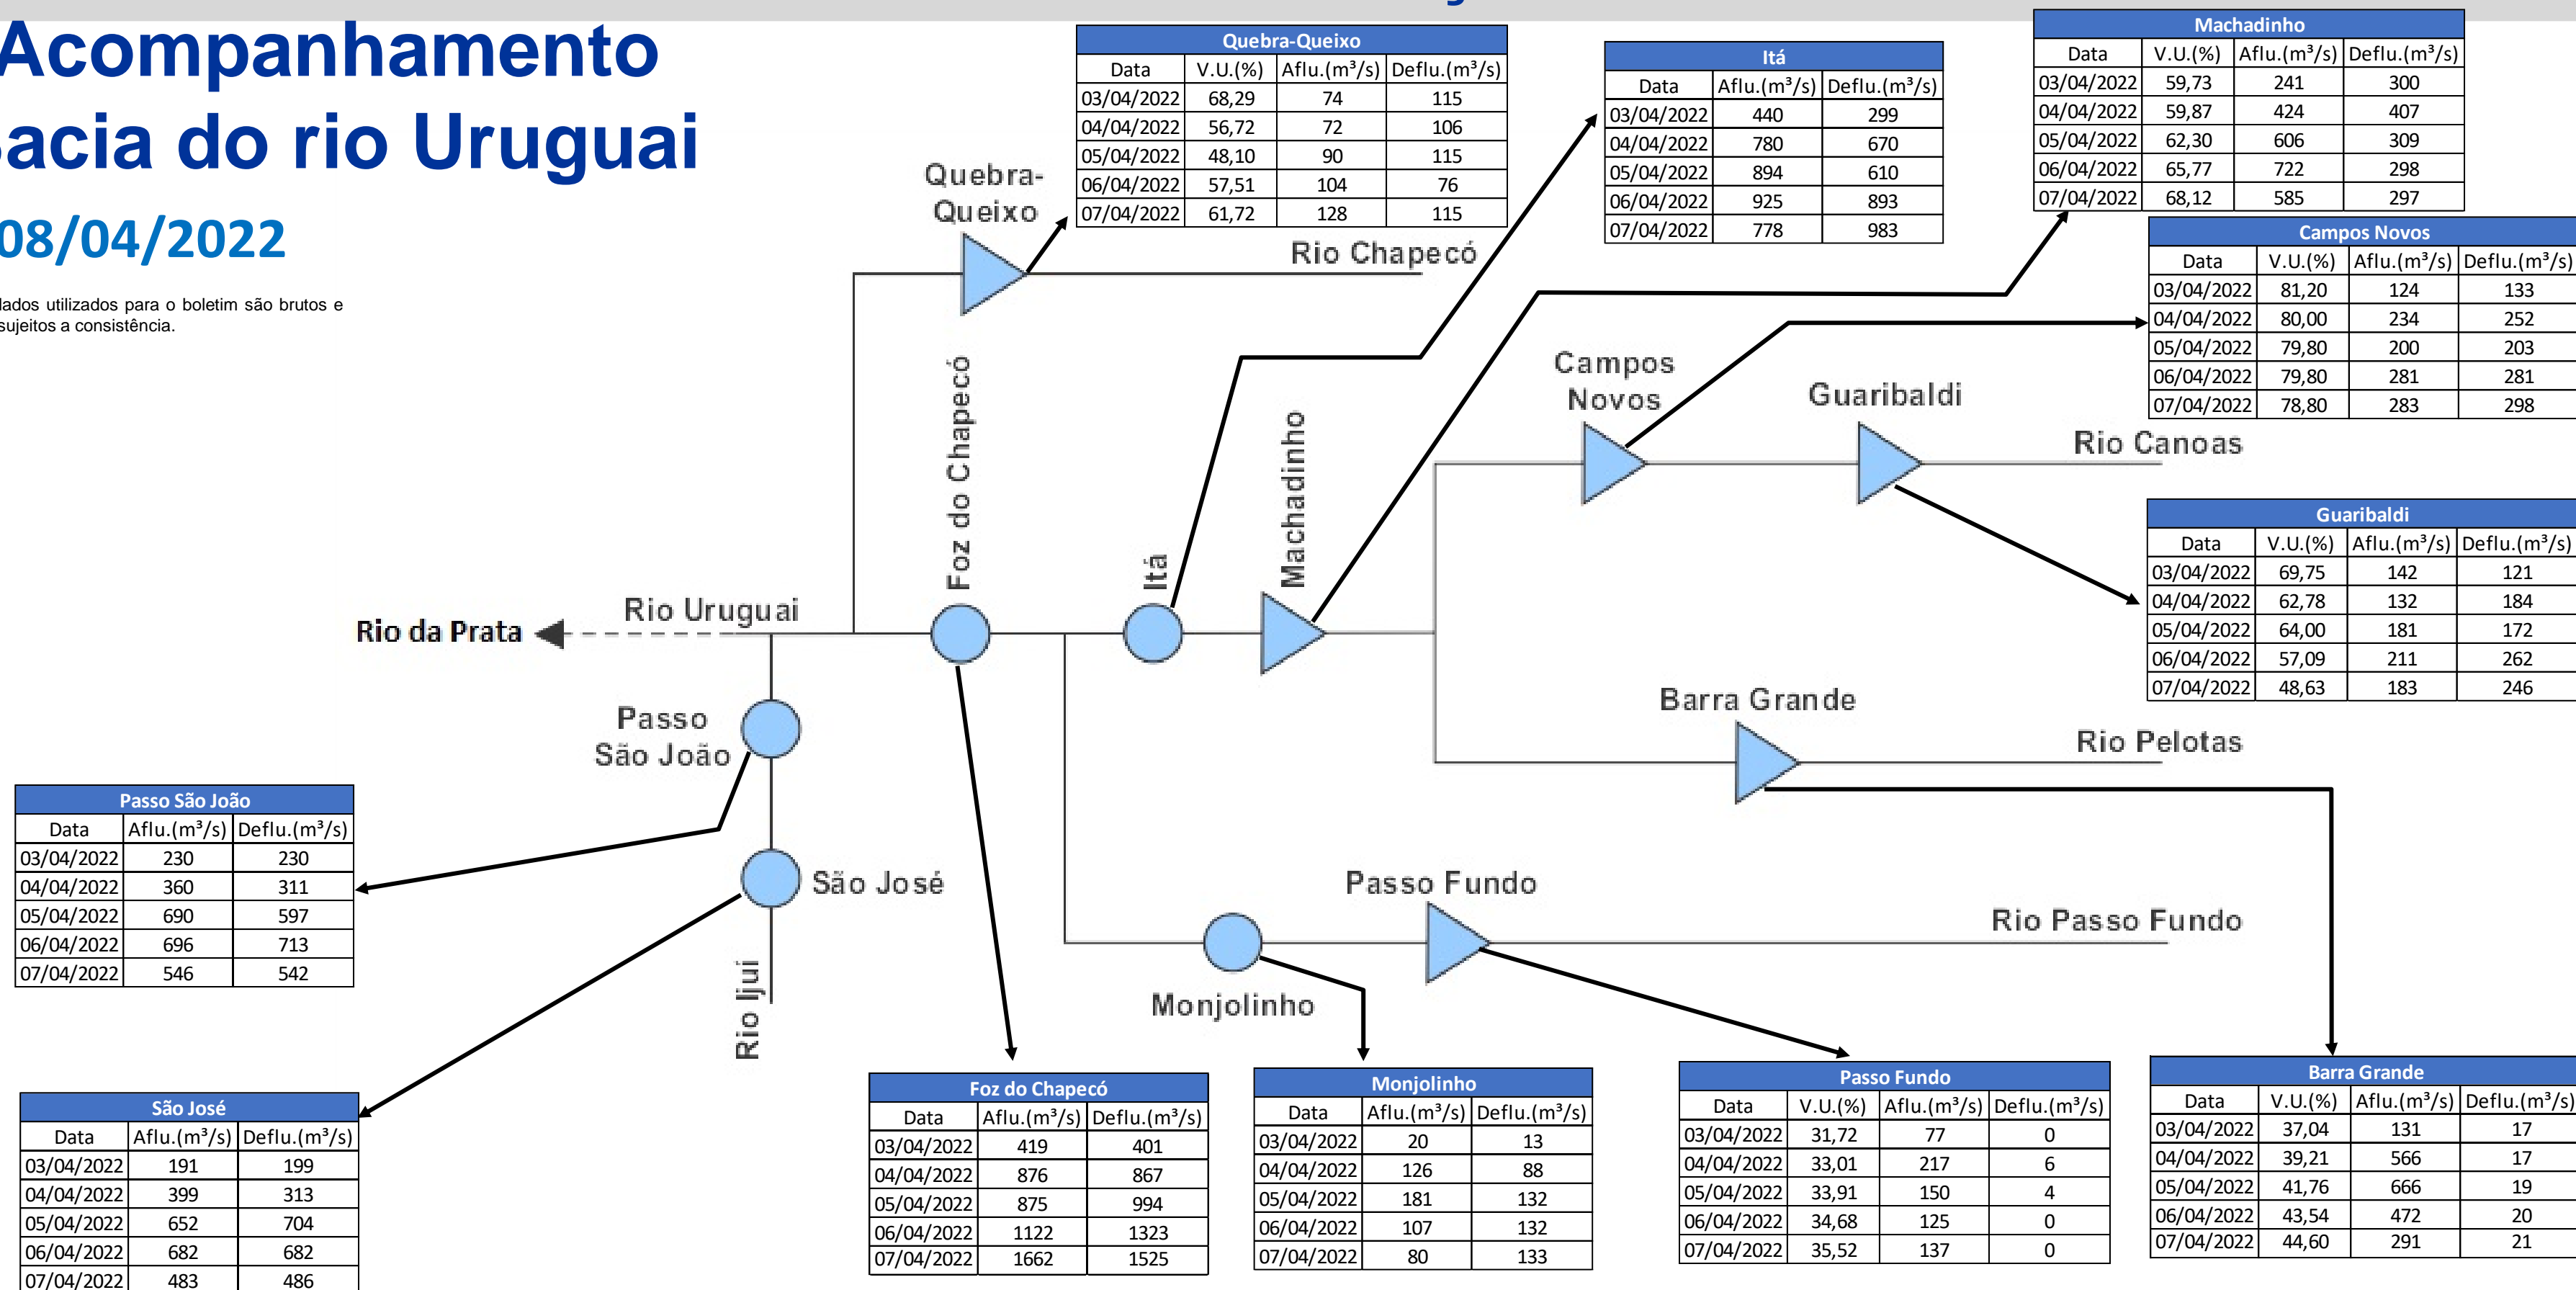 Acompanhamento
acia do rio Uruguai
08/04/2022
dados utilizados para o boletim são brutos e
sujeitos a consistência.
Quebra-Queixo
Data V.U.(%) Aflu.(m³/s) Deflu.(m³/s)
03/04/2022 68,29 74 115
04/04/2022 56,72 72 106
05/04/2022 48,10 90 115
06/04/2022 57,51 104 76
07/04/2022 61,72 128 115
Itá
Data Aflu.(m³/s) Deflu.(m³/s)
03/04/2022 440 299
04/04/2022 780 670
05/04/2022 894 610
06/04/2022 925 893
07/04/2022 778 983
Machadinho
Data V.U.(%) Aflu.(m³/s) Deflu.(m³/s)
03/04/2022 59,73 241 300
04/04/2022 59,87 424 407
05/04/2022 62,30 606 309
06/04/2022 65,77 722 298
07/04/2022 68,12 585 297
Campos Novos
Data V.U.(%) Aflu.(m³/s) Deflu.(m³/s)
03/04/2022 81,20 124 133
04/04/2022 80,00 234 252
05/04/2022 79,80 200 203
06/04/2022 79,80 281 281
07/04/2022 78,80 283 298
Quebra-
Queixo
Rio Chapecó
Foz do Chapecó
Itá
Machadinho
Campos
Novos
Guaribaldi
Rio Canoas
Guaribaldi
Data V.U.(%) Aflu.(m³/s) Deflu.(m³/s)
03/04/2022 69,75 142 121
04/04/2022 62,78 132 184
05/04/2022 64,00 181 172
06/04/2022 57,09 211 262
07/04/2022 48,63 183 246
Rio da Prata
Rio Uruguai
Passo
São João
Barra Grande
Rio Pelotas
São José
Rio Ijui
Passo Fundo
Rio Passo Fundo
Monjolinho
Passo São João
Data Aflu.(m³/s) Deflu.(m³/s)
03/04/2022 230 230
04/04/2022 360 311
05/04/2022 690 597
06/04/2022 696 713
07/04/2022 546 542
São José
Data Aflu.(m³/s) Deflu.(m³/s)
03/04/2022 191 199
04/04/2022 399 313
05/04/2022 652 704
06/04/2022 682 682
07/04/2022 483 486
Foz do Chapecó
Data Aflu.(m³/s) Deflu.(m³/s)
03/04/2022 419 401
04/04/2022 876 867
05/04/2022 875 994
06/04/2022 1122 1323
07/04/2022 1662 1525
Monjolinho
Data Aflu.(m³/s) Deflu.(m³/s)
03/04/2022 20 13
04/04/2022 126 88
05/04/2022 181 132
06/04/2022 107 132
07/04/2022 80 133
Passo Fundo
Data V.U.(%) Aflu.(m³/s) Deflu.(m³/s)
03/04/2022 31,72 77 0
04/04/2022 33,01 217 6
05/04/2022 33,91 150 4
06/04/2022 34,68 125 0
07/04/2022 35,52 137 0
Barra Grande
Data V.U.(%) Aflu.(m³/s) Deflu.(m³/s)
03/04/2022 37,04 131 17
04/04/2022 39,21 566 17
05/04/2022 41,76 666 19
06/04/2022 43,54 472 20
07/04/2022 44,60 291 21